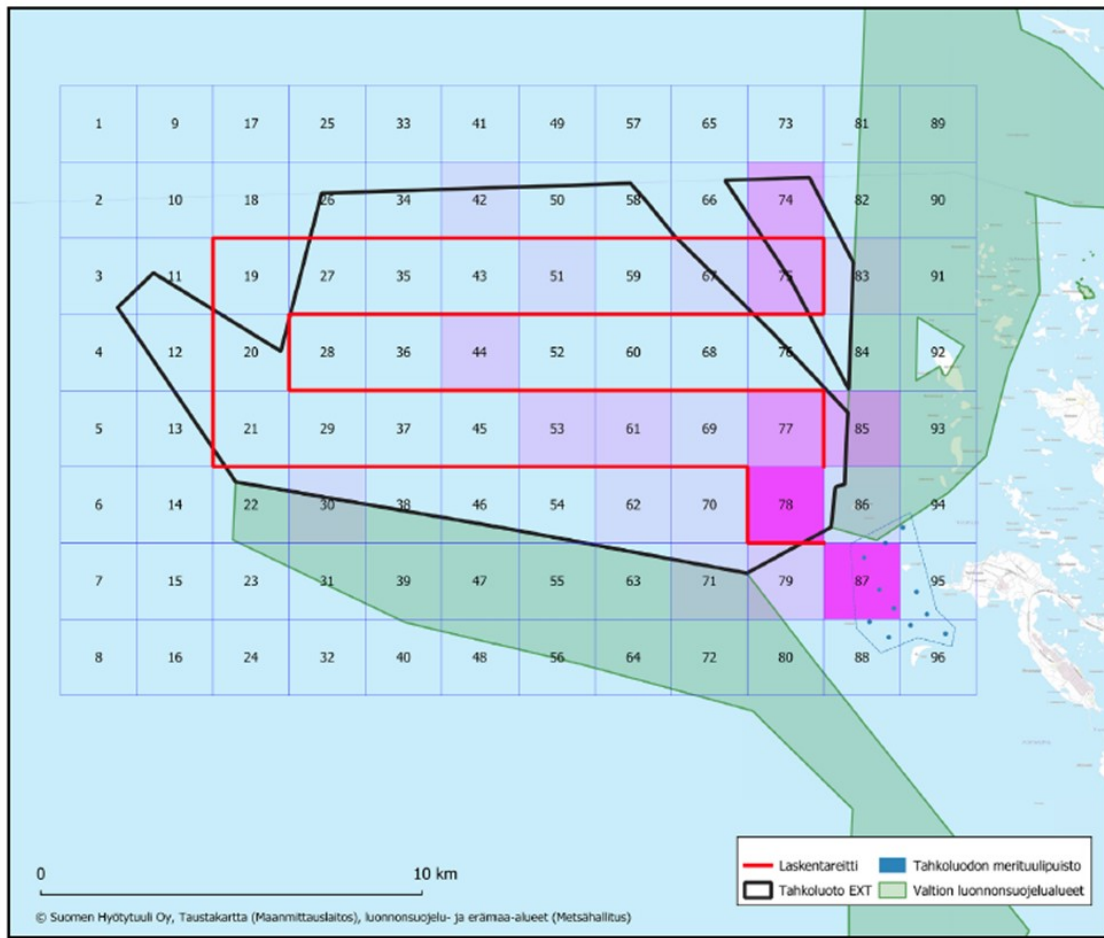 1 9 17 25 33 41 49 57 65 73 81 89
2 10 18 26 34 42 50 58 66 74 82 90
3 11 19 27 35 43 51 59 67 75 83 91
4 12 20 28 36 44 52 60 68 76 84 92
5 13 21 29 37 45 53 61 69 77 85 93
6 14 22 30 38 46 54 62 70 78 86 94
7 15 23 31 39 47 55 63 71 79 87 95
8 16 24 32 40 48 56 64 72 80 88 96
0 10 km
Laskentareitti Tahkoluodon merituulipuisto
Tahkoluoto EXT Valtion luonnonsuojelualueet
© Suomen Hyötytuuli Oy, Taustakartta (Maanmittauslaitos), luonnonsuojelu- ja erämaa-alueet (Metsähallitus)